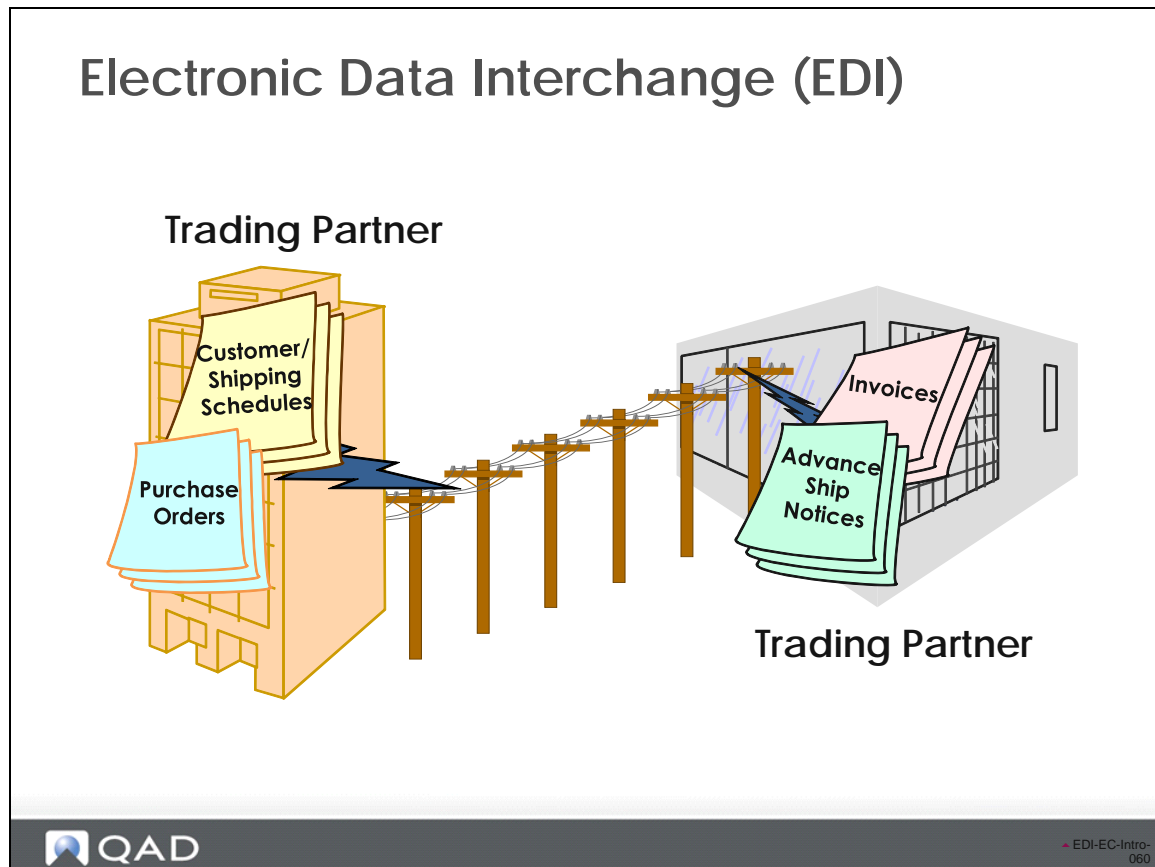 Electronic Data Interchange (EDI)
Trading Partner
Customer/
Shipping
Schedules
Purchase
Orders
Invoices
Advance
Ship
Notices
Trading Partner
QAD
EDI-EC-Intro-
060